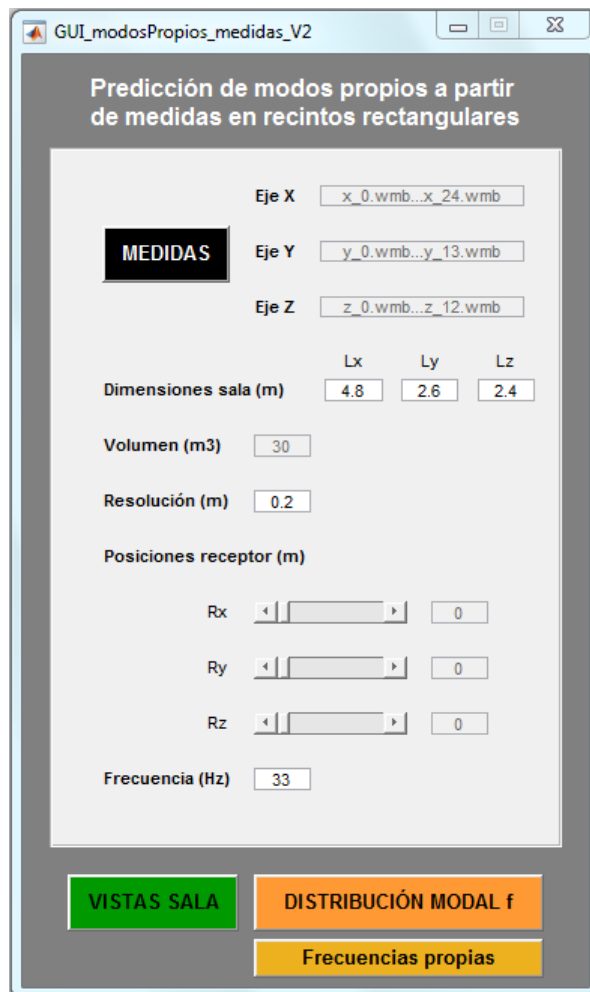 GUI_modosPropios_medidas_V2
Predicción de modos propios a partir
de medidas en recintos rectangulares
Eje X x_0.wmb...x_24.wmb
MEDIDAS Eje Y y_0.wmb...y_13.wmb
Eje Z z_0.wmb...z_12.wmb
Lx Ly Lz
Dimensiones sala (m) 4.8 2.6 2.4
Volumen (m3) 30
Resolución (m) 0.2
Posiciones receptor (m)
Rx 0
Ry 0
Rz 0
Frecuencia (Hz) 33
VISTAS SALA DISTRIBUCIÓN MODAL f
Frecuencias propias